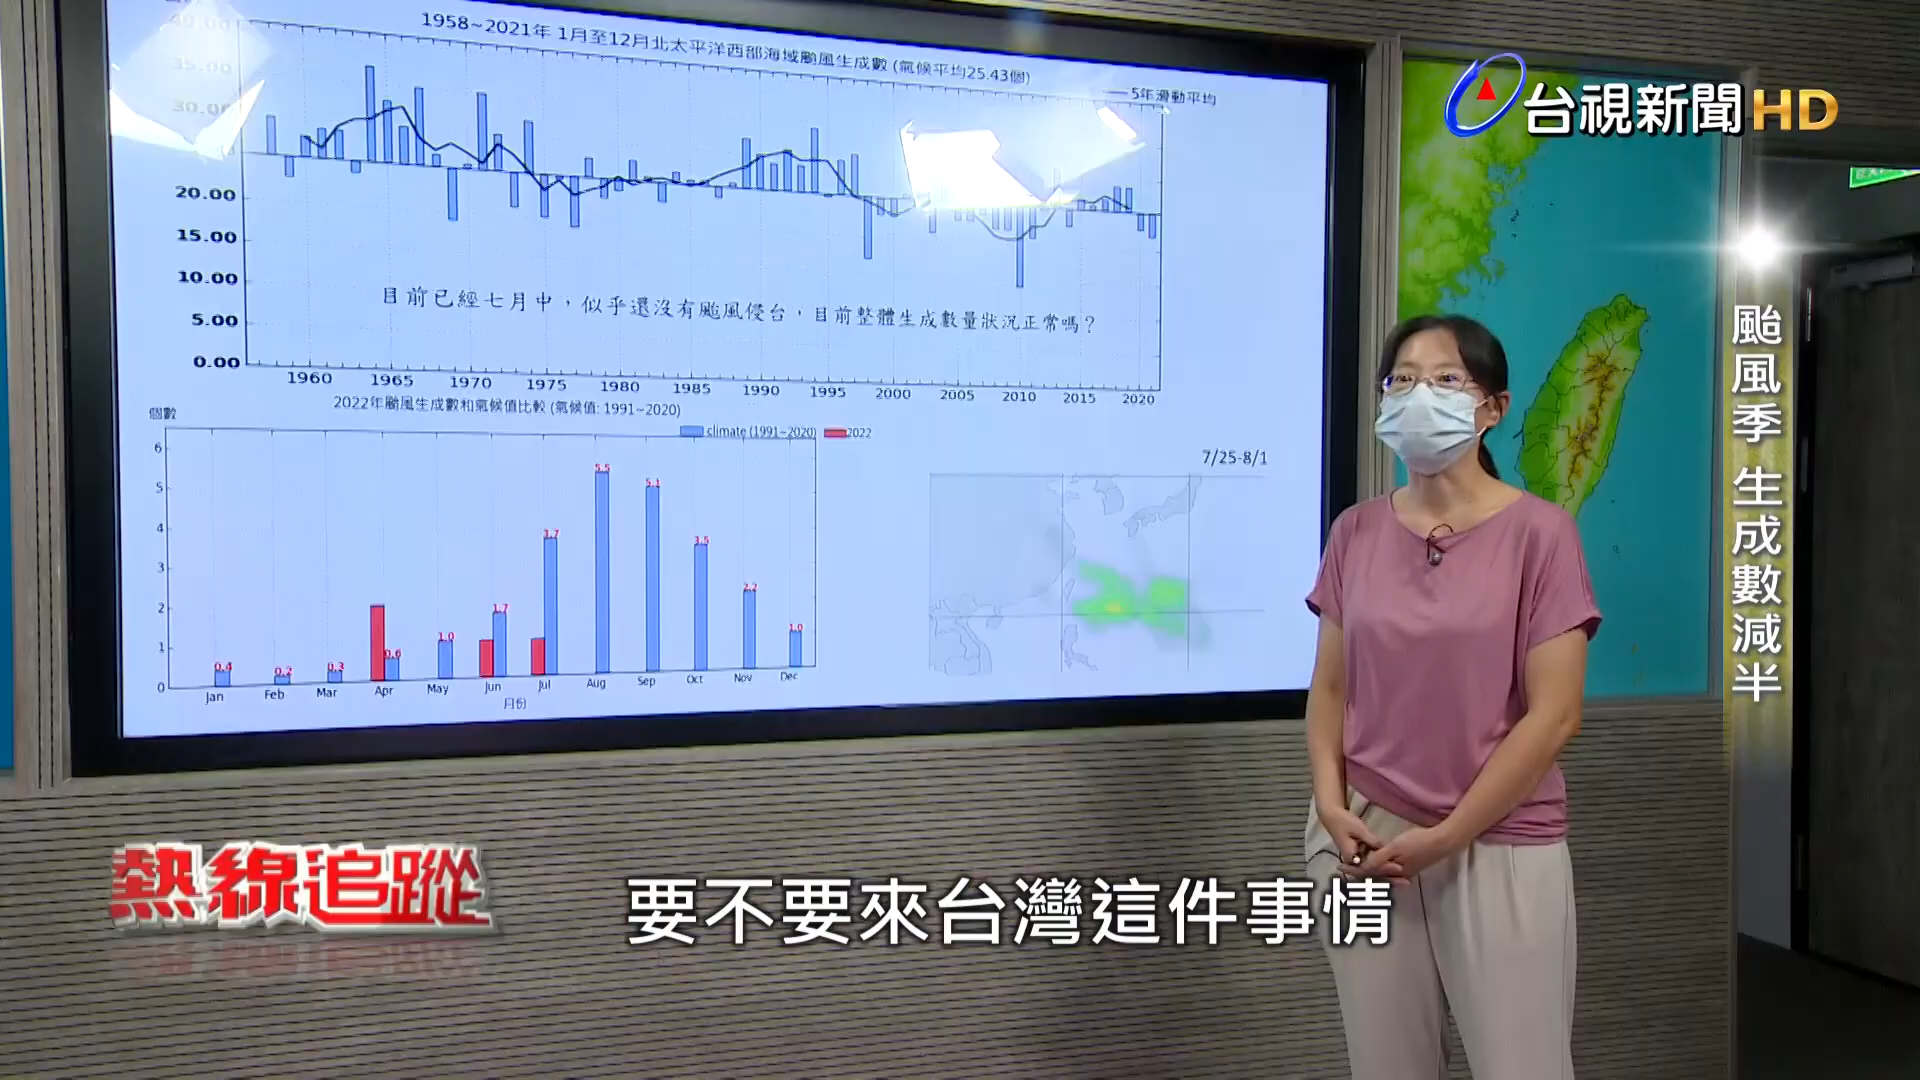 1958~2021年 1月至12月北太平洋西部海域颱風生成數 (氣候平均25.43個)
5年滑動平均
台視新聞HD
40.00
35.00
30.00
20.00
15.00
10.00
5.00
0.00
目前已經七月中，似乎還沒有颱風侵台，目前整體生成數量狀況正常嗎？
1960 1965 1970 1975 1980 1985 1990 1995 2000 2005 2010 2015 2020
2022年颱風生成數和氣候值比較 (氣候值: 1991~2020)
個數
climate (1991~2020) 2022
6
5
4
3
2
1
0
0.4 0.2 0.3 0.6 1.0 1.7 3.7 5.5 5.1 3.5 2.2 1.0
Jan Feb Mar Apr May Jun Jul Aug Sep Oct Nov Dec
月份
7/25-8/1
颱風季 生成數減半
熱線追蹤
要不要來台灣這件事情